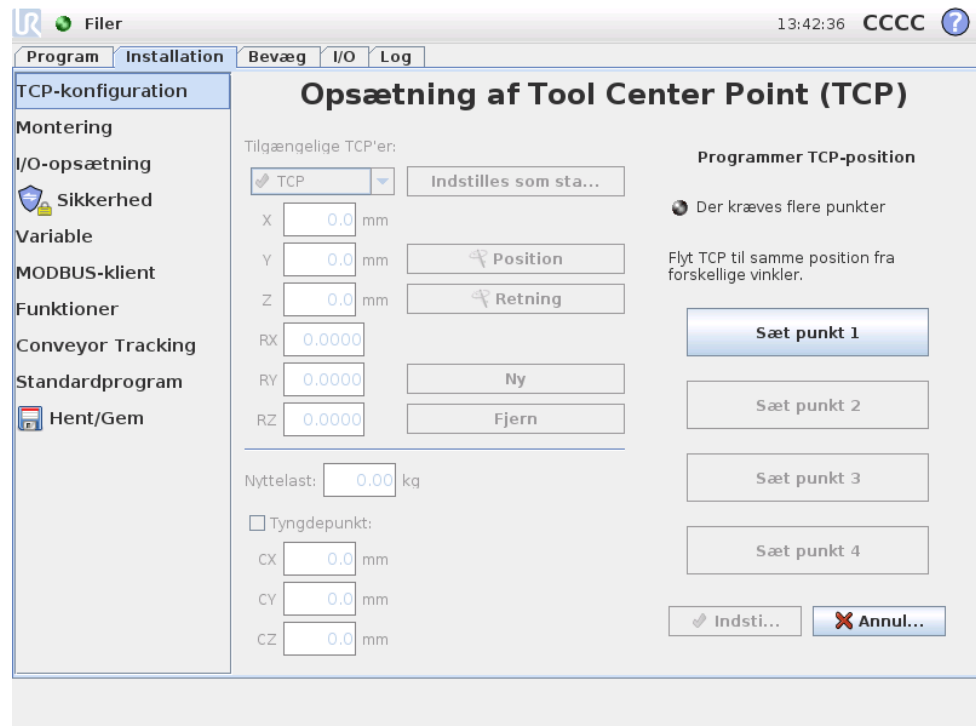 UR Filer 13:42:36 CCCC ?
Program Installation Bevæg I/O Log
TCP-konfiguration
Montering
I/O-opsætning
Sikkerhed
Variable
MODBUS-klient
Funktioner
Conveyor Tracking
Standardprogram
Hent/Gem
Opsætning af Tool Center Point (TCP)
Tilgængelige TCP'er:
TCP Indstilles som sta...
X 0.0 mm
Y 0.0 mm Position
Z 0.0 mm Retning
RX 0.0000
RY 0.0000 Ny
RZ 0.0000 Fjern
Nyttelast: 0.00 kg
Tyngdepunkt:
CX 0.0 mm
CY 0.0 mm
CZ 0.0 mm
Programmer TCP-position
Der kræves flere punkter
Flyt TCP til samme position fra
forskellige vinkler.
Sæt punkt 1
Sæt punkt 2
Sæt punkt 3
Sæt punkt 4
Indsti... Annul...